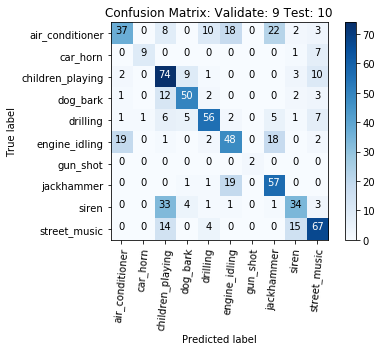 Confusion Matrix: Validate: 9 Test: 10
True label
air_conditioner 37 0 8 0 10 18 0 22 2 3
car_horn 0 9 0 0 0 0 0 0 1 7
children_playing 2 0 74 9 1 0 0 0 3 10
dog_bark 1 0 12 50 2 0 0 0 2 3
drilling 1 1 6 5 56 2 0 5 1 7
engine_idling 19 0 1 0 2 48 0 18 0 2
gun_shot 0 0 0 0 0 0 2 0 0 0
jackhammer 0 0 0 1 1 19 0 57 0 0
siren 0 0 33 4 1 1 0 1 34 3
street_music 0 0 14 0 4 0 0 0 15 67
air_conditioner car_horn children_playing dog_bark drilling engine_idling gun_shot jackhammer siren street_music
Predicted label
70
60
50
40
30
20
10
0